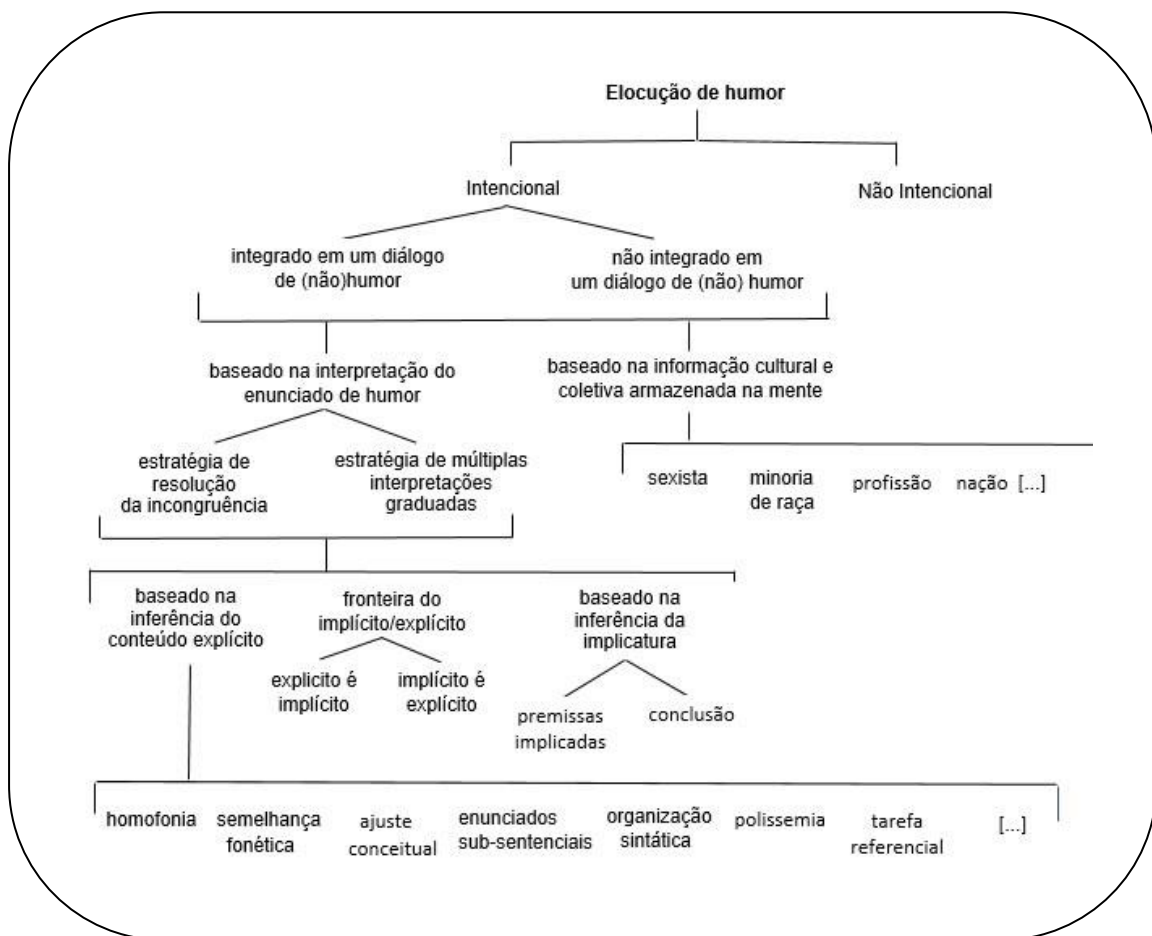 Elocução de humor
Intencional
Não Intencional
integrado em um diálogo
de (não)humor
não integrado em
um diálogo de (não) humor
baseado na interpretação do
enunciado de humor
baseado na informação cultural e
coletiva armazenada na mente
estratégia de
resolução
da incongruência
estratégia de múltiplas
interpretações
graduadas
sexista
minoria
de raça
profissão
nação [...]
baseado na
inferência do
conteúdo explícito
fronteira do
implícito/explícito
baseado na
inferência da
implicatura
explicito é
implícito
implícito é
explícito
premissas
implicadas
conclusão
homofonia
semelhança
fonética
ajuste
conceitual
enunciados
sub-sentenciais
organização
sintática
polissemia
tarefa
referencial
[...]